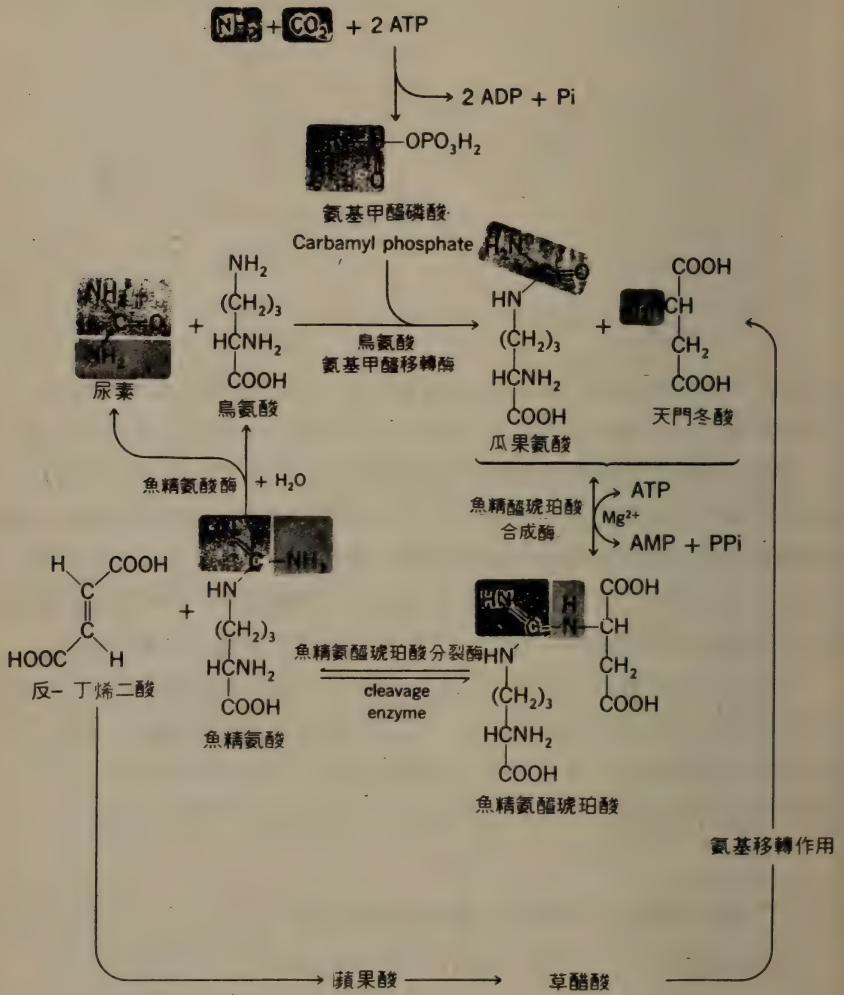 + CO₂ + 2 ATP
2 ADP + Pi
OPO₃H₂
氨基甲醯磷酸
Carbamyl phosphate
NH₂
(CH₂)₃
HCNH₂
COOH
鳥氨酸
+
NH₂
C=O
NH₂
尿素
鳥氨酸
氨基甲醯移轉酶
C=O
HN
(CH₂)₃
HCNH₂
COOH
瓜果氨酸
+
COOH
CH
CH₂
COOH
天門冬酸
魚精氨酸酶
+ H₂O
魚精醯琥珀酸
合成酶
ATP
Mg²⁺
AMP + PPi
H
COOH
C
C
HOOC
H
反-丁烯二酸
+
C
NH₂
HN
(CH₂)₃
HCNH₂
COOH
魚精氨酸
魚精氨醯琥珀酸分裂酶
cleavage
enzyme
HN
C
H
N
COOH
CH
CH₂
COOH
HN
(CH₂)₃
HCNH₂
COOH
魚精氨醯琥珀酸
氨基移轉作用
蘋果酸
草醋酸